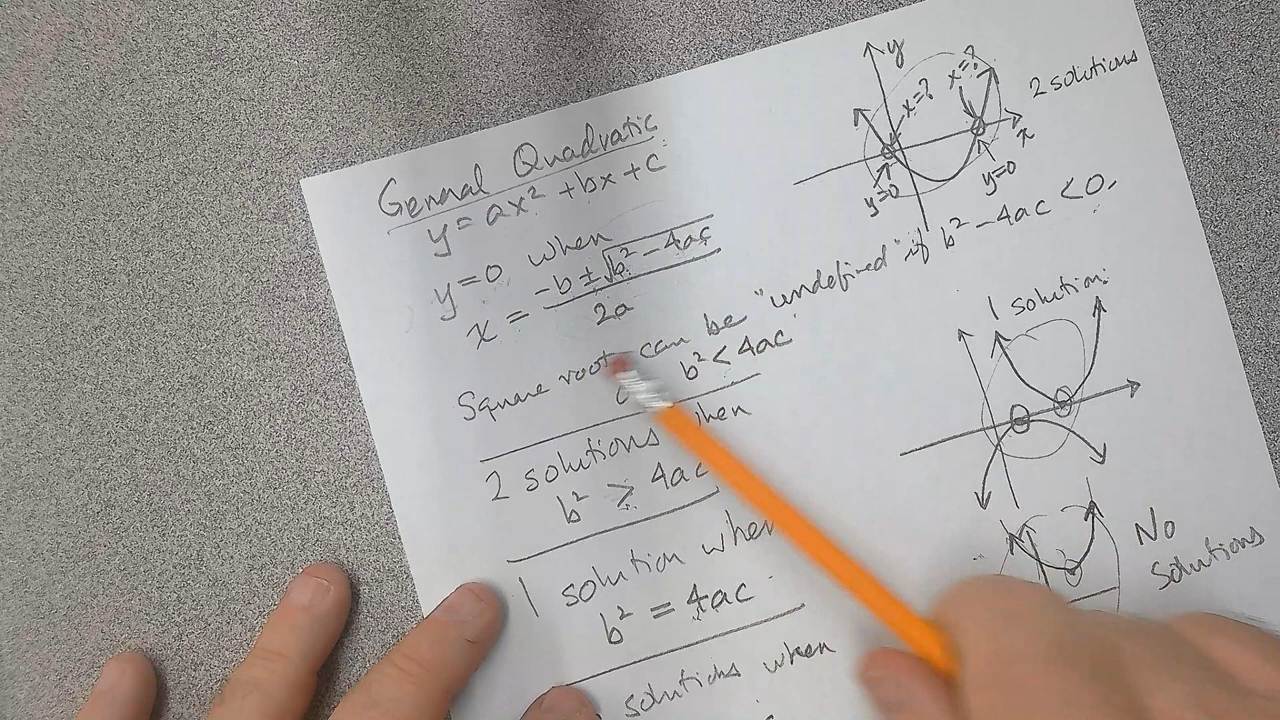 General Quadratic
y = ax² + bx + c
y=0 when
x = -b ± √b² - 4ac
2a
Square root can be "undefined" if b² - 4ac < 0.
b² < 4ac
2 solutions when
b² > 4ac
1 solution when
b² = 4ac
solutions when
y
x=?
x=?
2 solutions
x
y=0
y=0
1 solution:
No
Solutions